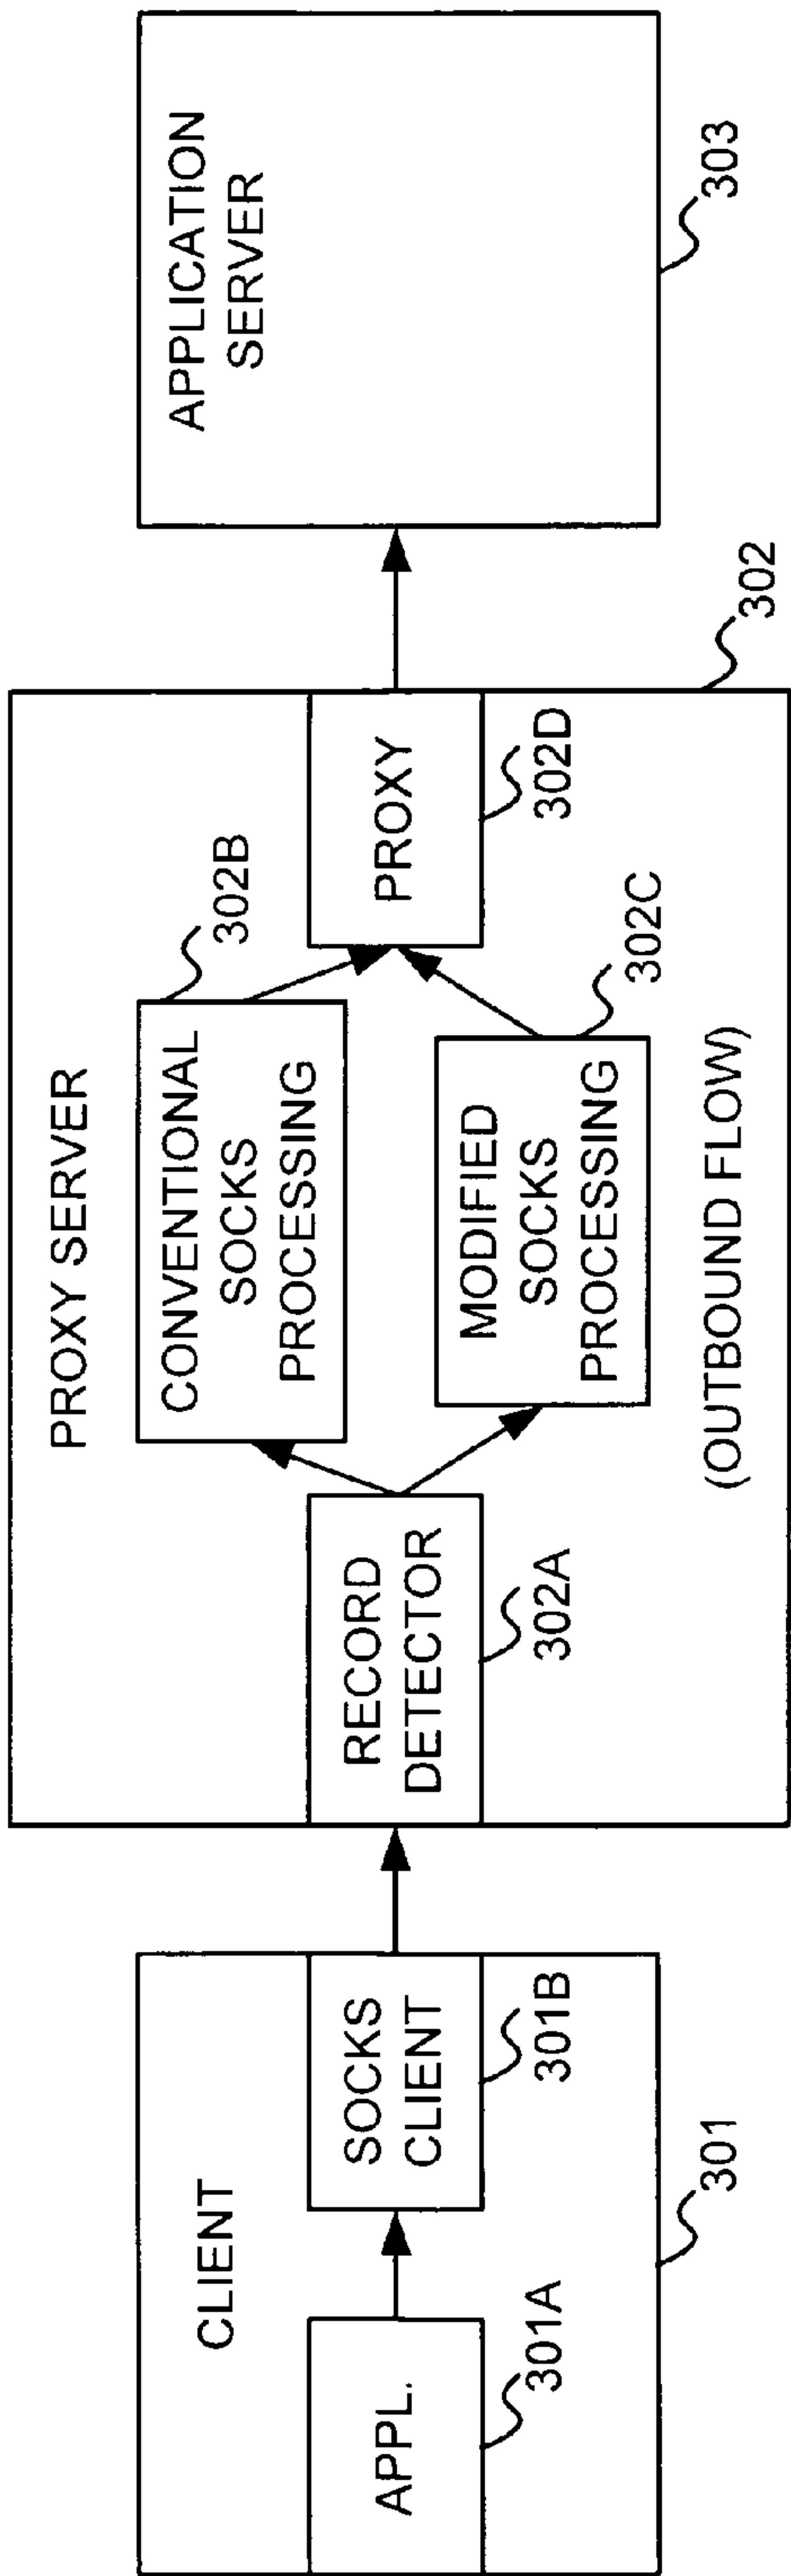 CLIENT
APPL.
301A
SOCKS
CLIENT
301B
301
PROXY SERVER
RECORD
DETECTOR
302A
CONVENTIONAL
SOCKS
PROCESSING
302B
MODIFIED
SOCKS
PROCESSING
302C
PROXY
302D
(OUTBOUND FLOW)
302
APPLICATION
SERVER
303